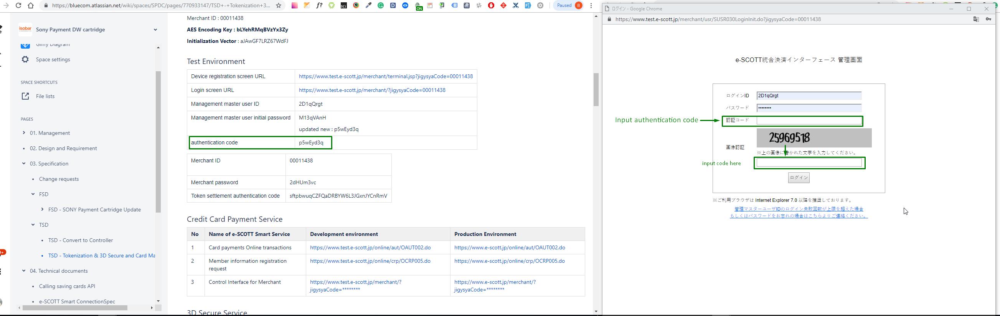 https://bluecom.atlassian.net/wiki/spaces/SPDC/pages/770933147/TSD+-+Tokenization+3...
Paused
B
ON
Sony Payment DW cartridge
isobar
Gliffy Diagram
Space settings
SPACE SHORTCUTS
File lists
PAGES
01. Management
02. Design and Requirement
03. Specification
Change requests
FSD
FSD - SONY Payment Cartridge Update
TSD
TSD - Convert to Controller
TSD - Tokenization & 3D Secure and Card Ma
04. Technical documents
Calling saving cards API
e-SCOTT Smart ConnectionSpec
Merchant ID : 00011438
AES Encoding Key : bLYehRMqBVzYx3Zy
Initialization Vector : aJAwGF7LRZ67WdFJ
Test Environment
Device registration screen URL https://www.test.e-scott.jp/merchant/terminal.jsp?jigysyaCode=00011438
Login screen URL https://www.test.e-scott.jp/merchant/?jigysyaCode=00011438
Management master user ID 2D1qQrgt
Management master user initial password M13qVAnH
updated new : p5wEyd3q
authentication code p5wEyd3q
Merchant ID 00011438
Merchant password 2dHUm3vc
Token settlement authentication code sftpbwuqCZFQaDRBYW6L3JGxnJYCnRmV
Credit Card Payment Service
No Name of e-SCOTT Smart Service Development environment Production Environment
1 Card payments Online transactions https://www.test.e-scott.jp/online/aut/OAUT002.do https://www.e-scott.jp/online/aut/OAUT002.do
2 Member information registration request https://www.test.e-scott.jp/online/crp/OCRP005.do https://www.e-scott.jp/online/crp/OCRP005.do
3 Control Interface for Merchant https://www.test.e-scott.jp/merchant/?jigysyaCode=******** https://www.e-scott.jp/merchant/?jigysyaCode=********
3D Secure Service
ログイン - Google Chrome
https://www.test.e-scott.jp/merchant/usr/SUSR030LoginInit.do?jigysyaCode=00011438
e-SCOTT統合決済インターフェース 管理画面
ログインID 2D1qQrgt
パスワード ••••••••
Input authentication code
認証コード
25969518
画像認証
※上の画像に書かれた文字を入力してください。
input code here
ログイン
※ご利用ブラウザは Internet Explorer 7.0 以降を推奨しております。
管理マスターユーザIDのログイン失敗回数が上限を超えた場合
もしくはパスワードをお忘れの場合はこちらよりご連絡ください。